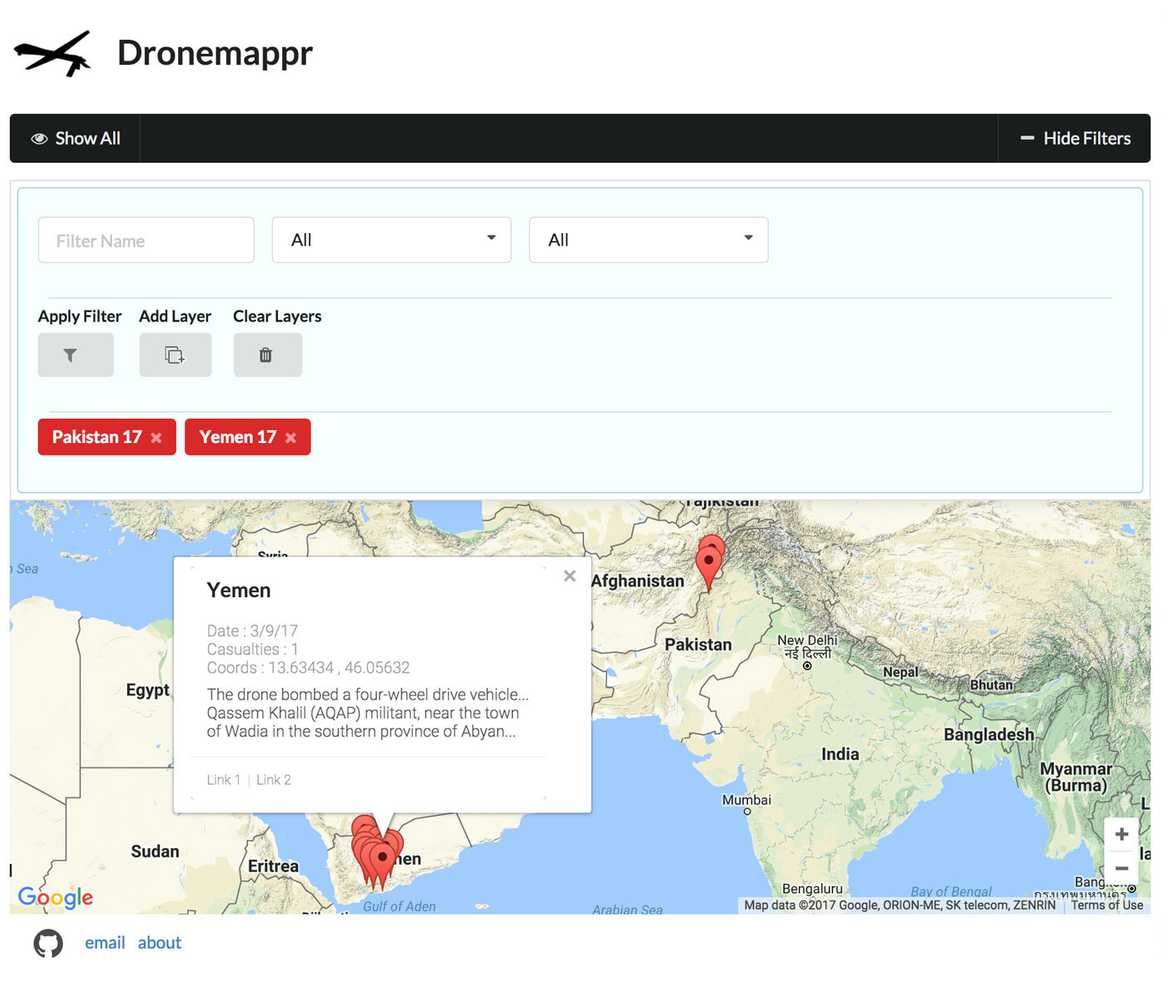 Dronemappr
Show All
Hide Filters
Filter Name
All
All
Apply Filter
Add Layer
Clear Layers
Pakistan 17
Yemen 17
Tajikistan
Syria
Sea
Afghanistan
Yemen
Date : 3/9/17
Casualties : 1
Coords : 13.63434 , 46.05632
The drone bombed a four-wheel drive vehicle...
Qassem Khalil (AQAP) militant, near the town
of Wadia in the southern province of Abyan...
Link 1 | Link 2
Pakistan
New Delhi
नई दिल्ली
Nepal
Bhutan
Egypt
Bangladesh
India
Myanmar
(Burma)
Mumbai
Sudan
Eritrea
men
Bengaluru
Bay of Bengal
Gulf of Aden
Arabian Sea
Google
Map data ©2017 Google, ORION-ME, SK telecom, ZENRIN
Terms of Use
email
about